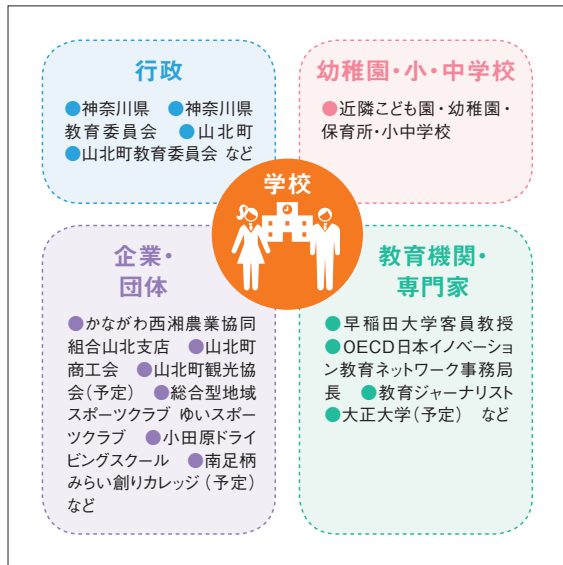 行政
●神奈川県 ●神奈川県
教育委員会 ●山北町
●山北町教育委員会 など
幼稚園・小・中学校
●近隣こども園・幼稚園・
保育所・小中学校
学校
企業・
団体
●かながわ西湘農業協同
組合山北支店 ●山北町
商工会 ●山北町観光協
会(予定) ●総合型地域
スポーツクラブ ゆいスポー
ツクラブ ●小田原ドライ
ビングスクール ●南足柄
みらい創りカレッジ(予定)
など
教育機関・
専門家
●早稲田大学客員教授
●OECD日本イノベーショ
ン教育ネットワーク事務局
長 ●教育ジャーナリスト
●大正大学(予定) など